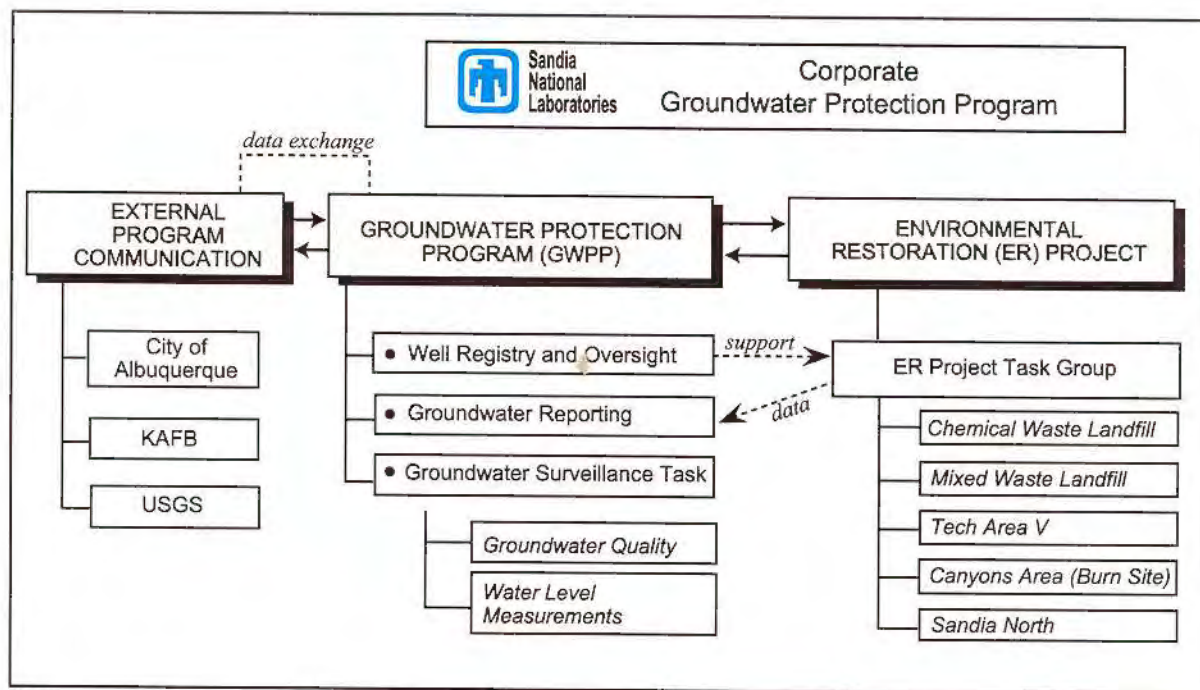 Sandia
National
Laboratories
Corporate
Groundwater Protection Program
data exchange
EXTERNAL
PROGRAM
COMMUNICATION
GROUNDWATER PROTECTION
PROGRAM (GWPP)
ENVIRONMENTAL
RESTORATION (ER) PROJECT
City of
Albuquerque
KAFB
USGS
• Well Registry and Oversight
• Groundwater Reporting
• Groundwater Surveillance Task
Groundwater Quality
Water Level
Measurements
support
data
ER Project Task Group
Chemical Waste Landfill
Mixed Waste Landfill
Tech Area V
Canyons Area (Burn Site)
Sandia North